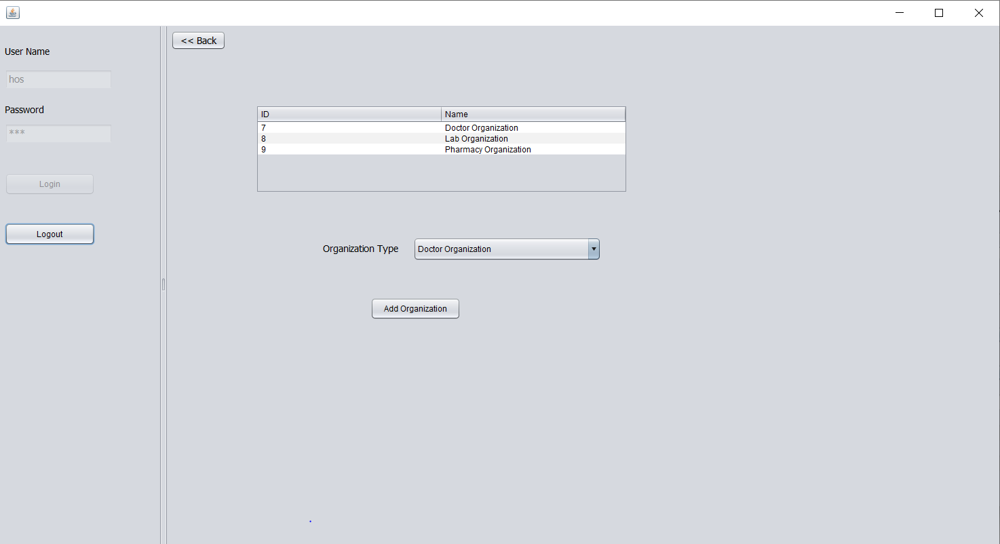 << Back
User Name
hos
Password
***
Login
Logout
ID Name
7 Doctor Organization
8 Lab Organization
9 Pharmacy Organization
Organization Type Doctor Organization
Add Organization